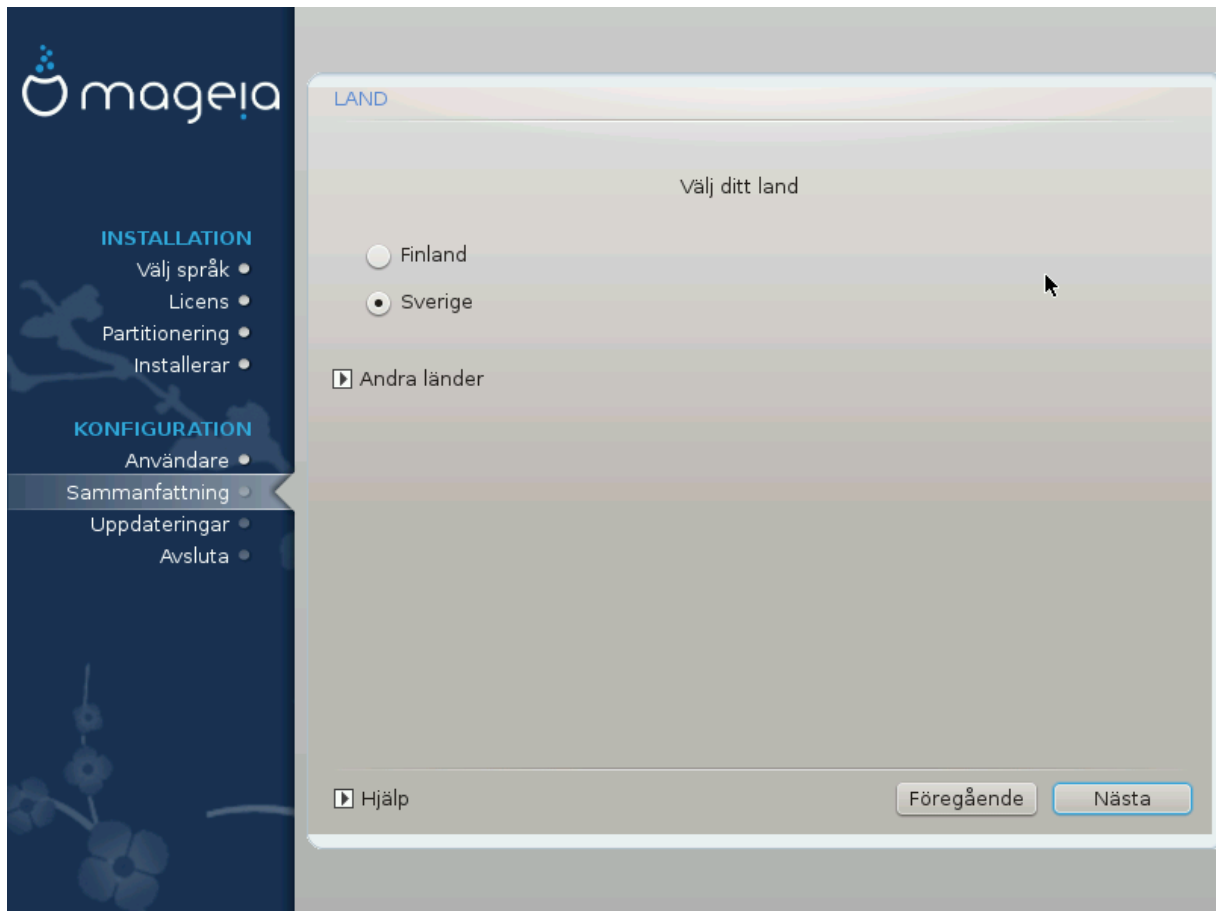 mageia
INSTALLATION
Välj språk
Licens
Partitionering
Installerar
KONFIGURATION
Användare
Sammanfattning
Uppdateringar
Avsluta
LAND
Välj ditt land
Finland
Sverige
Andra länder
Hjälp
Föregående
Nästa